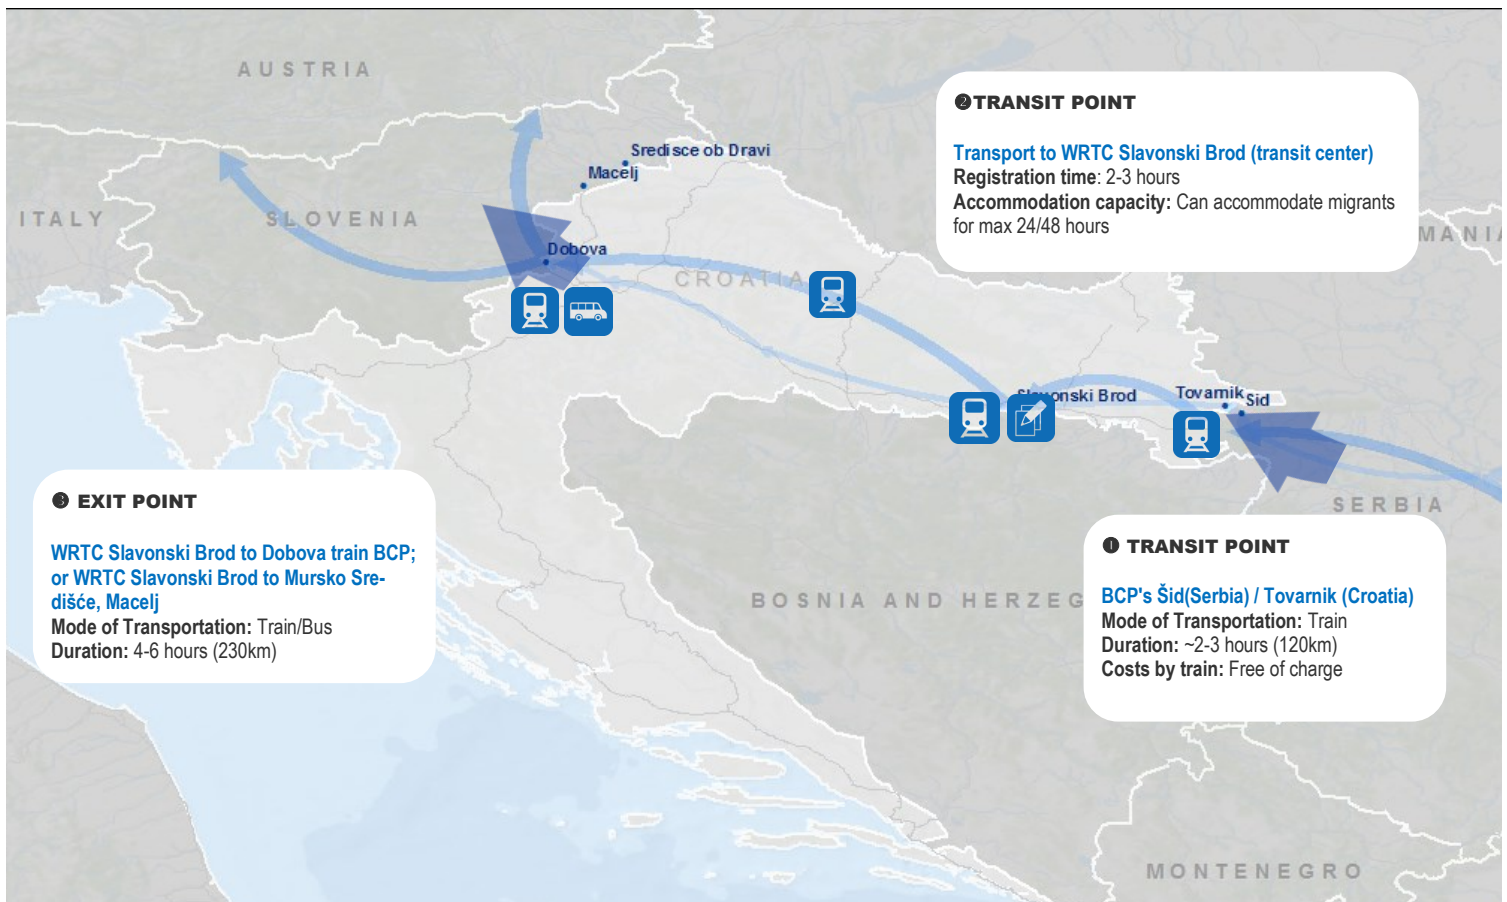 AUSTRIA
❷TRANSIT POINT
Transport to WRTC Slavonski Brod (transit center)
Registration time: 2-3 hours
Accommodation capacity: Can accommodate migrants
for max 24/48 hours
Sredisce ob Dravi
Macelj
ITALY
SLOVENIA
MANIA
Dobova
CROATIA
Slavonski Brod
Tovarnik
Sid
SERBIA
❸ EXIT POINT
WRTC Slavonski Brod to Dobova train BCP;
or WRTC Slavonski Brod to Mursko Sre-
dišće, Macelj
Mode of Transportation: Train/Bus
Duration: 4-6 hours (230km)
❶ TRANSIT POINT
BCP's Šid(Serbia) / Tovarnik (Croatia)
Mode of Transportation: Train
Duration: ~2-3 hours (120km)
Costs by train: Free of charge
BOSNIA AND HERZEG
MONTENEGRO